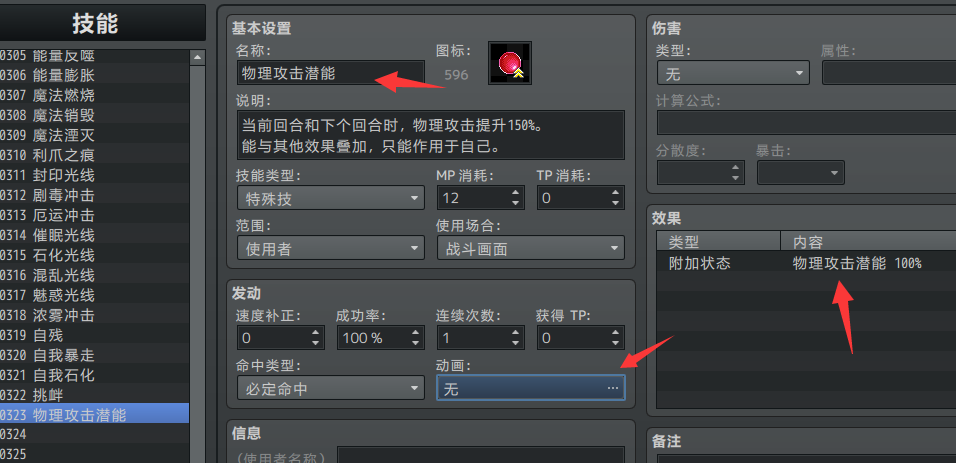 技能
0305 能量反噬
0306 能量膨胀
0307 魔法燃烧
0308 魔法销毁
0309 魔法湮灭
0310 利爪之痕
0311 封印光线
0312 剧毒冲击
0313 厄运冲击
0314 催眠光线
0315 石化光线
0316 混乱光线
0317 魅惑光线
0318 浓雾冲击
0319 自残
0320 自我暴走
0321 自我石化
0322 挑衅
0323 物理攻击潜能
0324
0325
基本设置
名称: 图标:
物理攻击潜能 596
说明:
当前回合和下个回合时，物理攻击提升150%。
能与其他效果叠加，只能作用于自己。
技能类型: MP 消耗: TP 消耗:
特殊技 12 0
范围: 使用场合:
使用者 战斗画面
发动
速度补正: 成功率: 连续次数: 获得 TP:
0 100 % 1 0
命中类型: 动画:
必定命中 无 ...
信息
(使用者名称)
伤害
类型: 属性:
无
计算公式:
分散度: 暴击:
效果
类型 内容
附加状态 物理攻击潜能 100%
备注